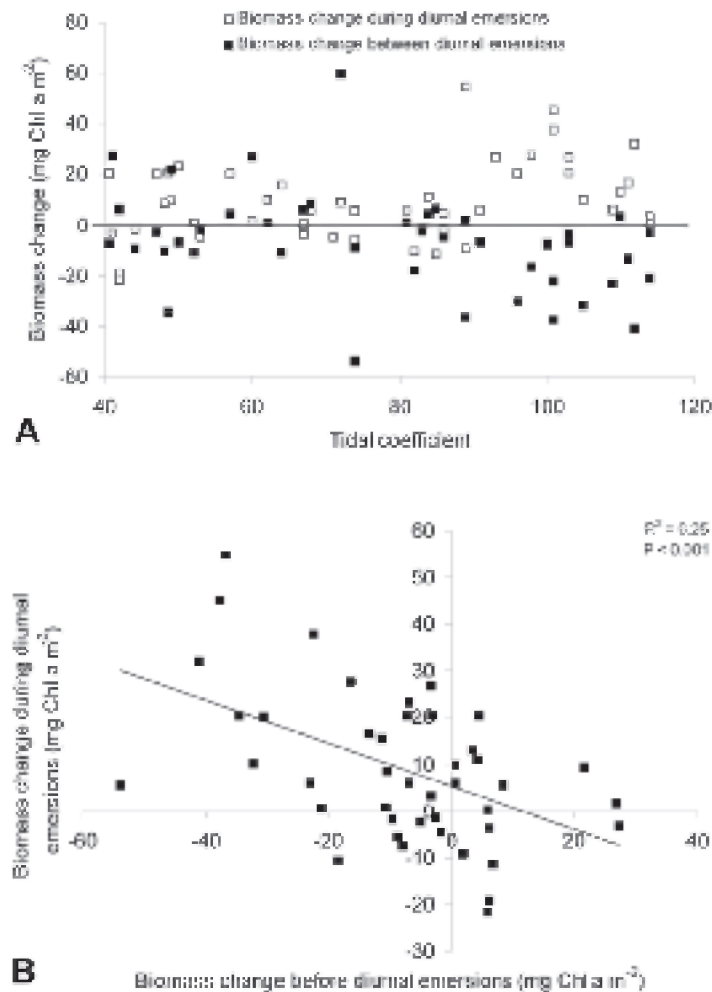 Biomass change during diurnal emersions
Biomass change between diurnal emersions
Biomass change (mg Chl a m-2)
80
60
40
20
0
-20
-40
-60
40 60 80 100 120
Tidal coefficient
A
R2 = 0.25
P < 0.001
Biomass change during diurnal
emersions (mg Chl a m-2)
60
50
40
30
20
10
0
-10
-20
-30
-60 -40 -20 0 20 40
B
Biomass change before diurnal emersions (mg Chl a m-2)